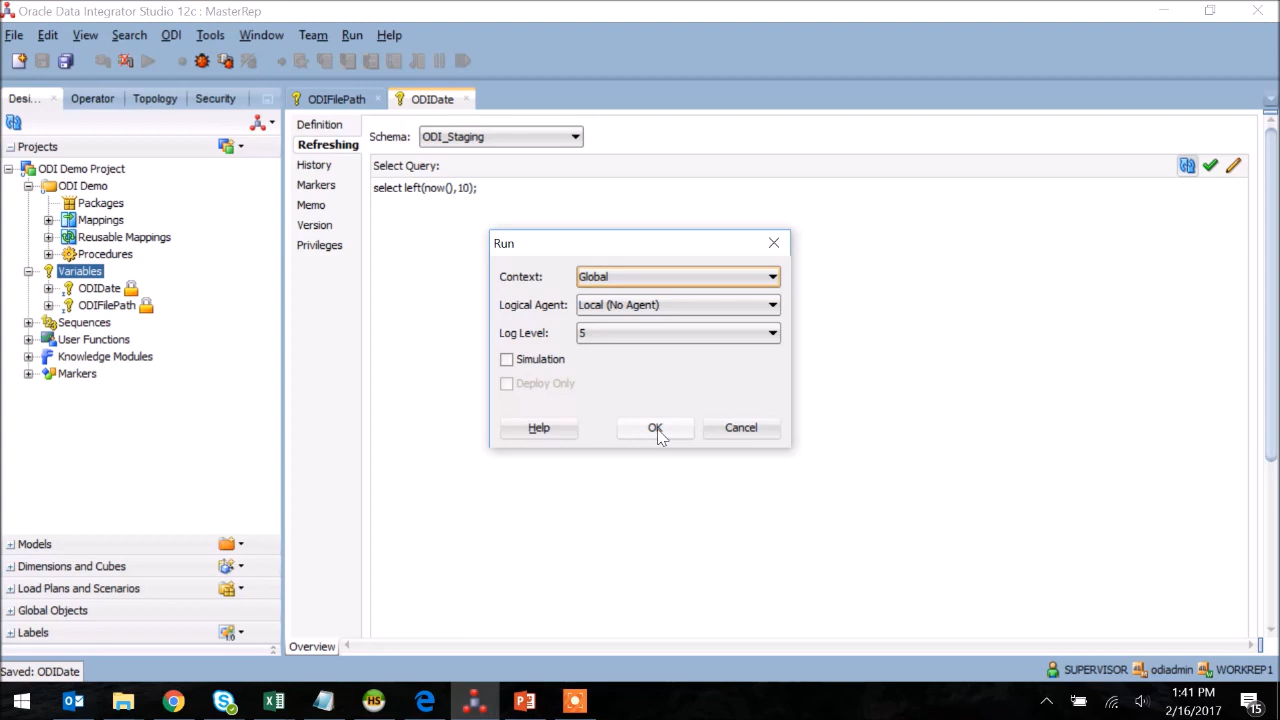 Oracle Data Integrator Studio 12c : MasterRep
File Edit View Search ODI Tools Window Team Run Help
Desi... Operator Topology Security
ODIFilePath ODIDate
Projects
ODI Demo Project
ODI Demo
Packages
Mappings
Reusable Mappings
Procedures
Variables
ODIDate
ODIFilePath
Sequences
User Functions
Knowledge Modules
Markers
Models
Dimensions and Cubes
Load Plans and Scenarios
Global Objects
Labels
1.0
Definition
Refreshing
History
Markers
Memo
Version
Privileges
Schema: ODI_Staging
Select Query:
select left(now(),10);
Run
Context: Global
Logical Agent: Local (No Agent)
Log Level: 5
Simulation
Deploy Only
Help OK Cancel
Overview
Saved: ODIDate
SUPERVISOR odiadmin WORKREP1
HS
1:41 PM
2/16/2017
15